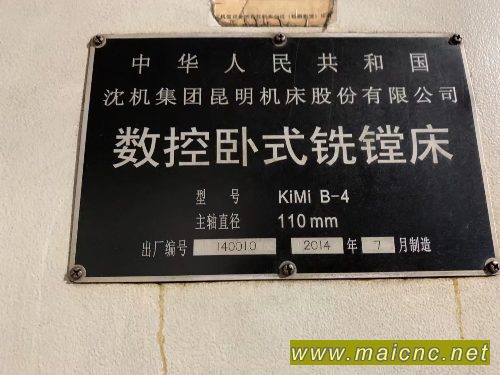 中华人民共和国
沈机集团昆明机床股份有限公司
数控卧式铣镗床
型 号 KiMi B-4
主轴直径 110mm
出厂编号 140010 2014 年 7 月制造
www.maicnc.net